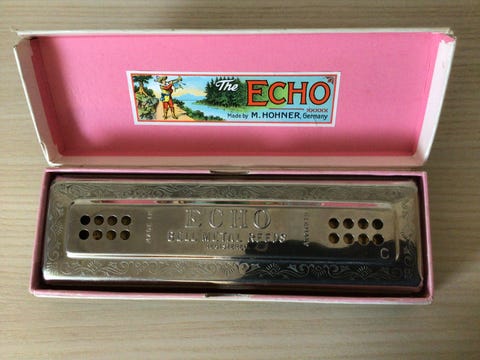 The ECHO
Made by M. HOHNER, Germany
ECHO
BELL METAL REEDS
C